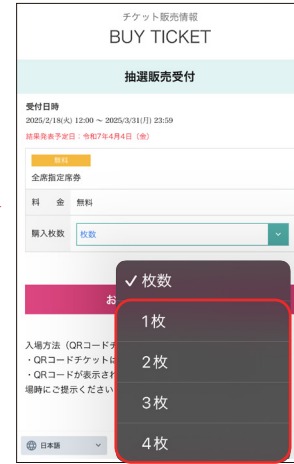 チケット販売情報
BUY TICKET
抽選販売受付
受付日時
2025/2/18(火) 12:00 ～ 2025/3/31(月) 23:59
結果発表予定日：令和7年4月4日（金）
無料
全席指定席券
料 金 無料
購入枚数 枚数
✓枚数
お
1枚
入場方法（QRコードチ
・QRコードチケットは
2枚
・QRコードが表示され
場時にご提示ください
3枚
日本語
4枚